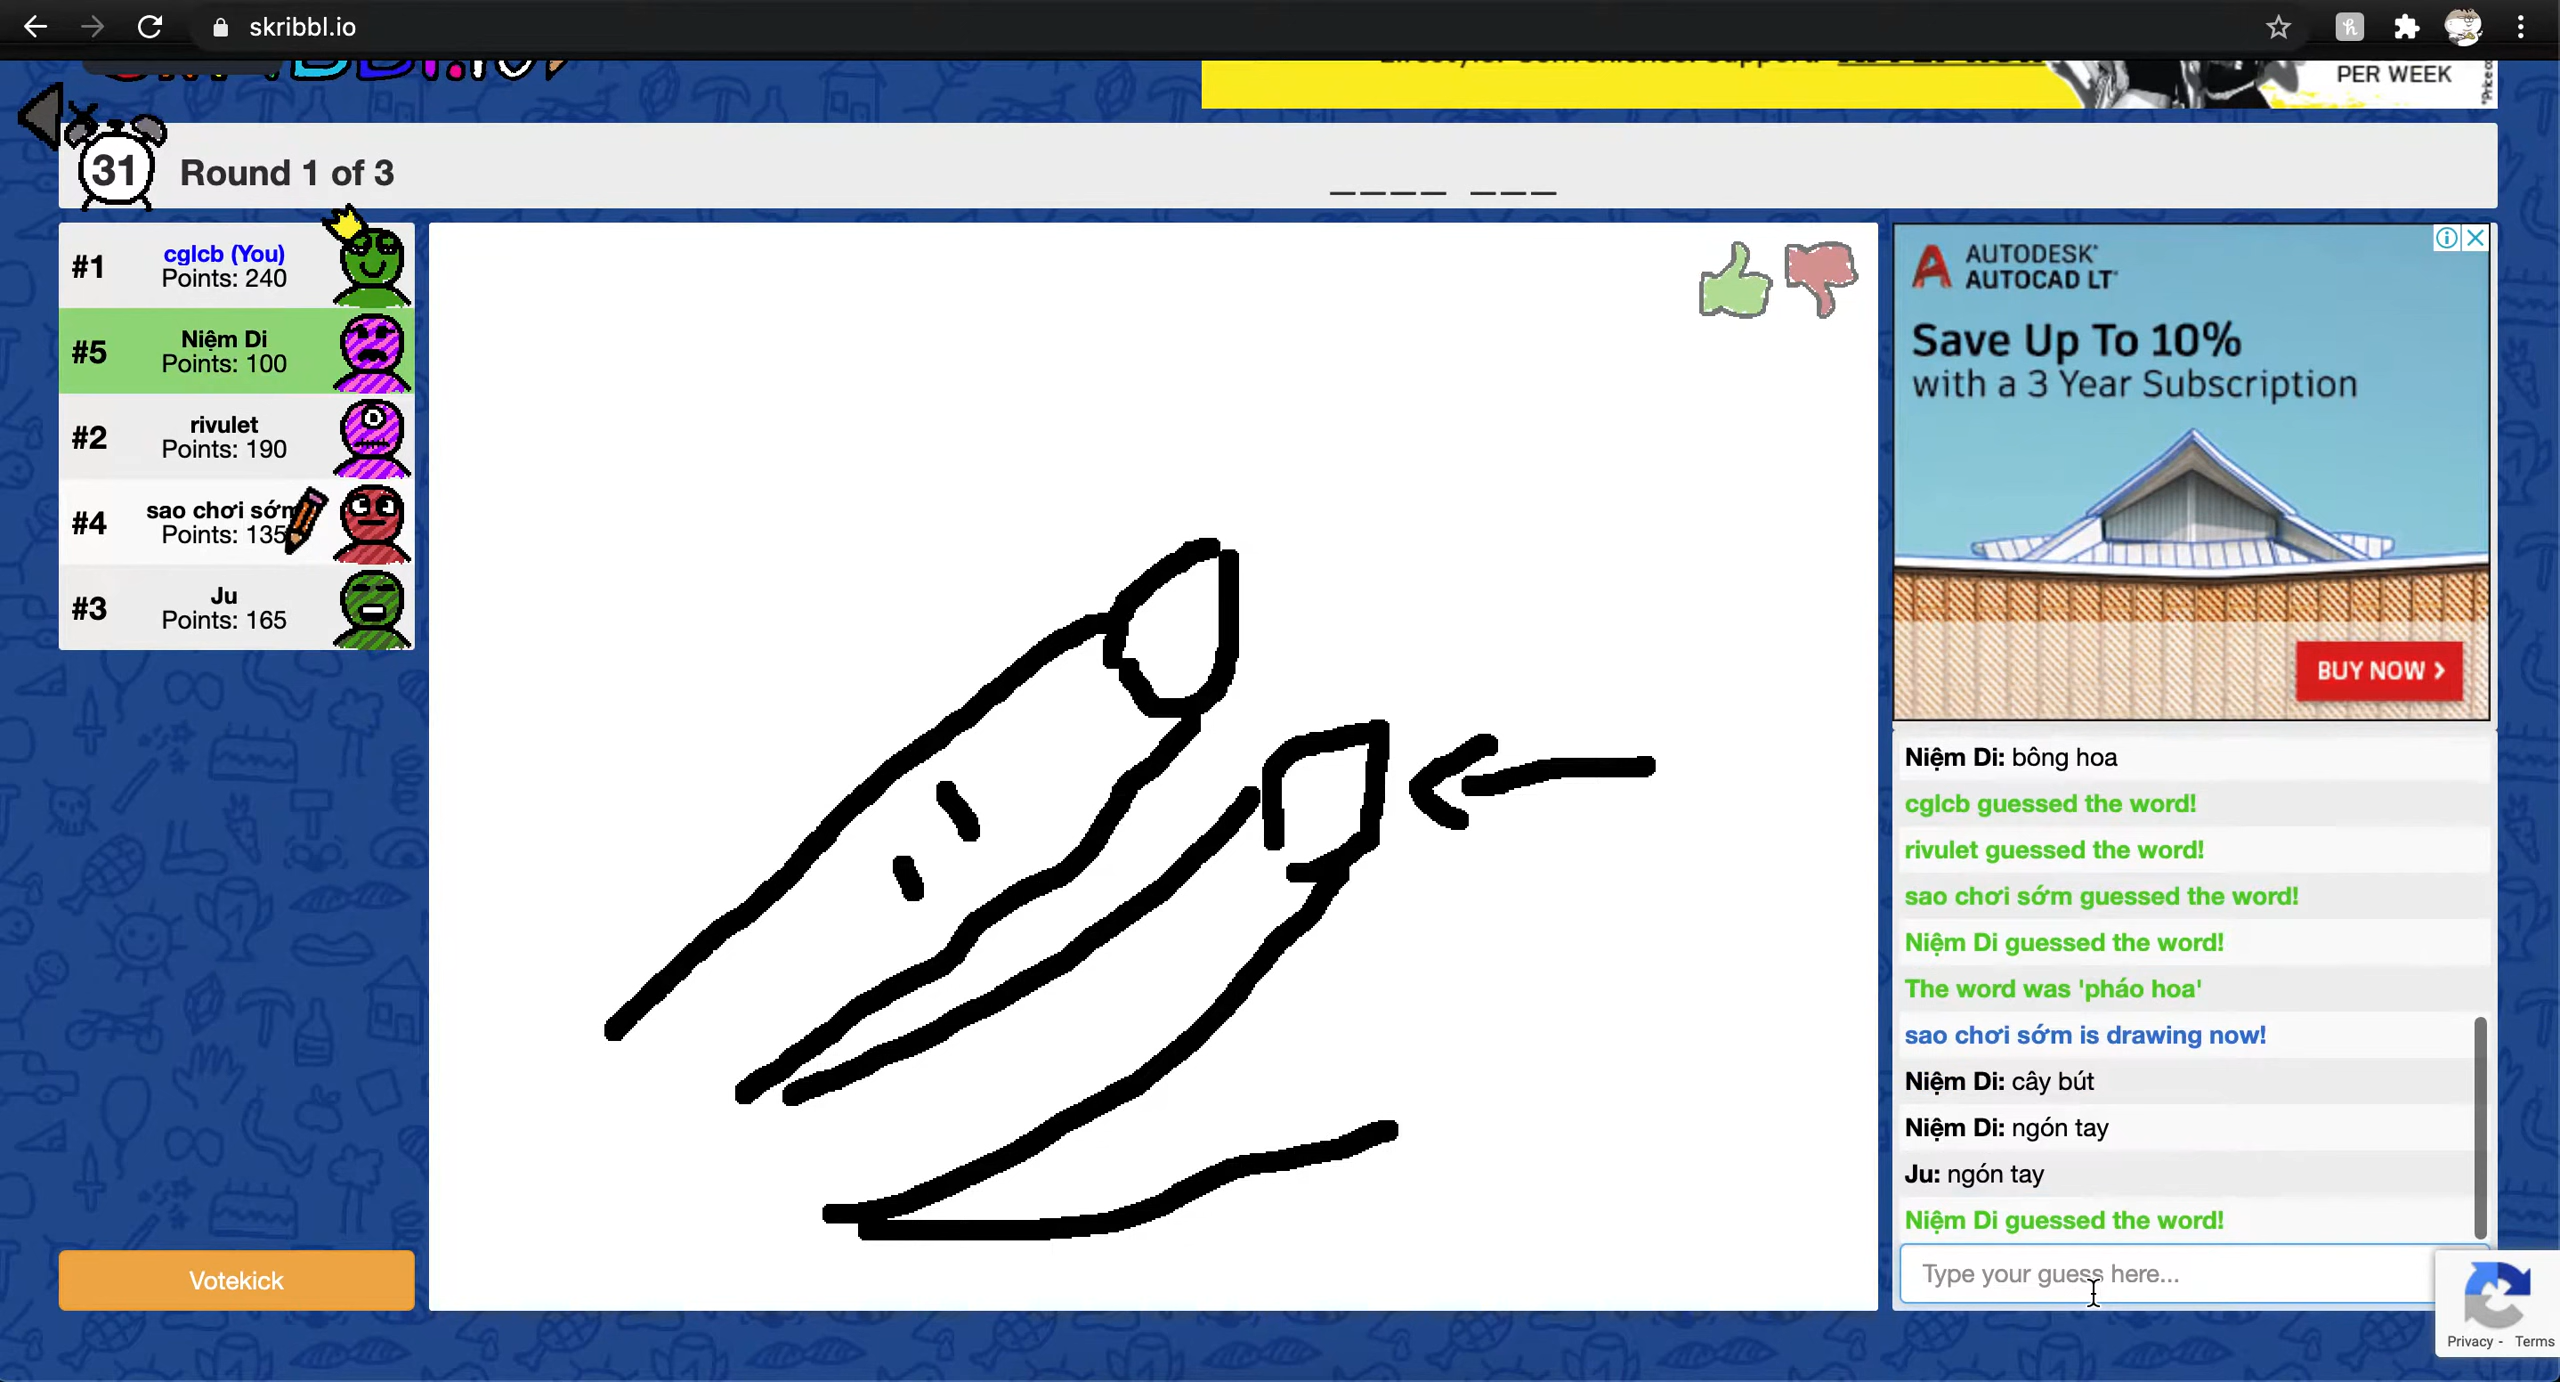 skribbl.io
Lifestyle. Convenience. Support.
PER WEEK
31
Round 1 of 3
____ ___
#1
cglcb (You)
Points: 240
#5
Niệm Di
Points: 100
#2
rivulet
Points: 190
#4
sao chơi sớm
Points: 135
#3
Ju
Points: 165
Votekick
AUTODESK®
AUTOCAD LT®
Save Up To 10%
with a 3 Year Subscription
BUY NOW >
Niệm Di: bông hoa
cglcb guessed the word!
rivulet guessed the word!
sao chơi sớm guessed the word!
Niệm Di guessed the word!
The word was 'pháo hoa'
sao chơi sớm is drawing now!
Niệm Di: cây bút
Niệm Di: ngón tay
Ju: ngón tay
Niệm Di guessed the word!
Type your guess here...
Privacy - Terms